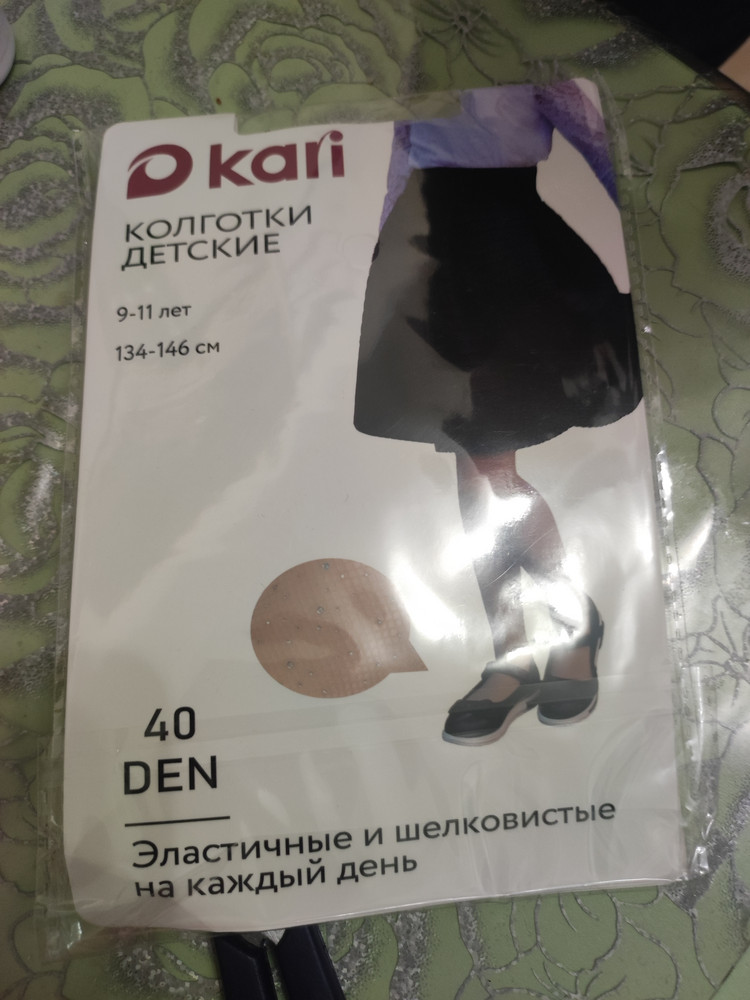 kari
КОЛГОТКИ
ДЕТСКИЕ
9-11 лет
134-146 см
40
DEN
Эластичные и шелковистые
на каждый день